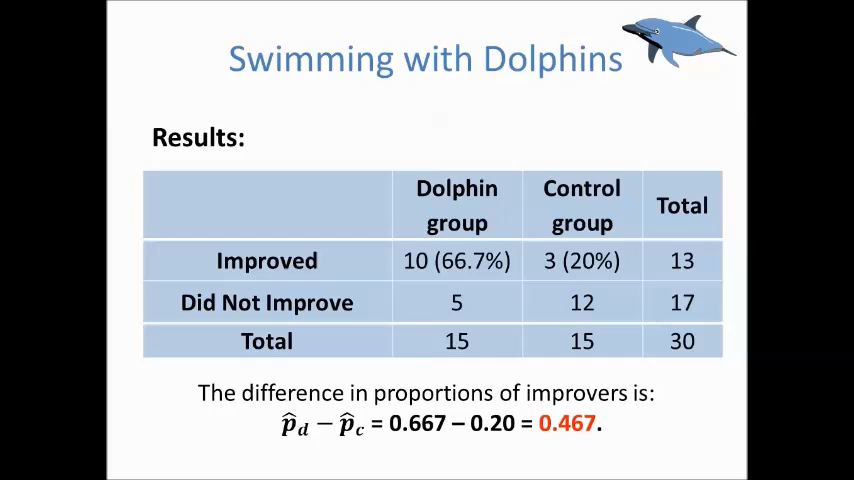 Swimming with Dolphins
Results:
Dolphin group Control group Total
Improved 10 (66.7%) 3 (20%) 13
Did Not Improve 5 12 17
Total 15 15 30
The difference in proportions of improvers is:
p̂d − p̂c = 0.667 – 0.20 = 0.467.